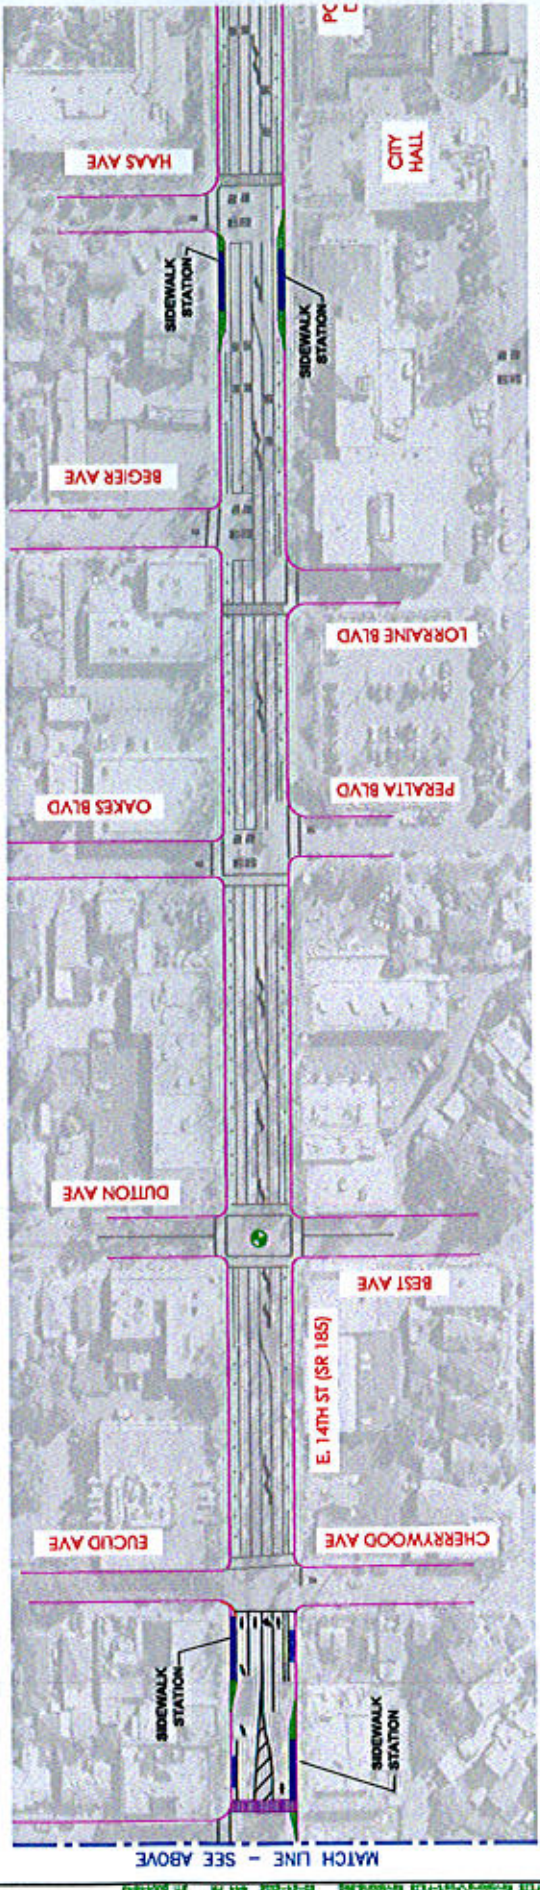 PO
HAAS AVE
CITY
HALL
SIDEWALK
STATION
SIDEWALK
STATION
BEGIER AVE
LORRAINE BLVD
OAKES BLVD
PERALTA BLVD
DUTTON AVE
BEST AVE
E. 14TH ST (SR 185)
EUCLID AVE
CHERRYWOOD AVE
SIDEWALK
STATION
SIDEWALK
STATION
MATCH LINE - SEE ABOVE